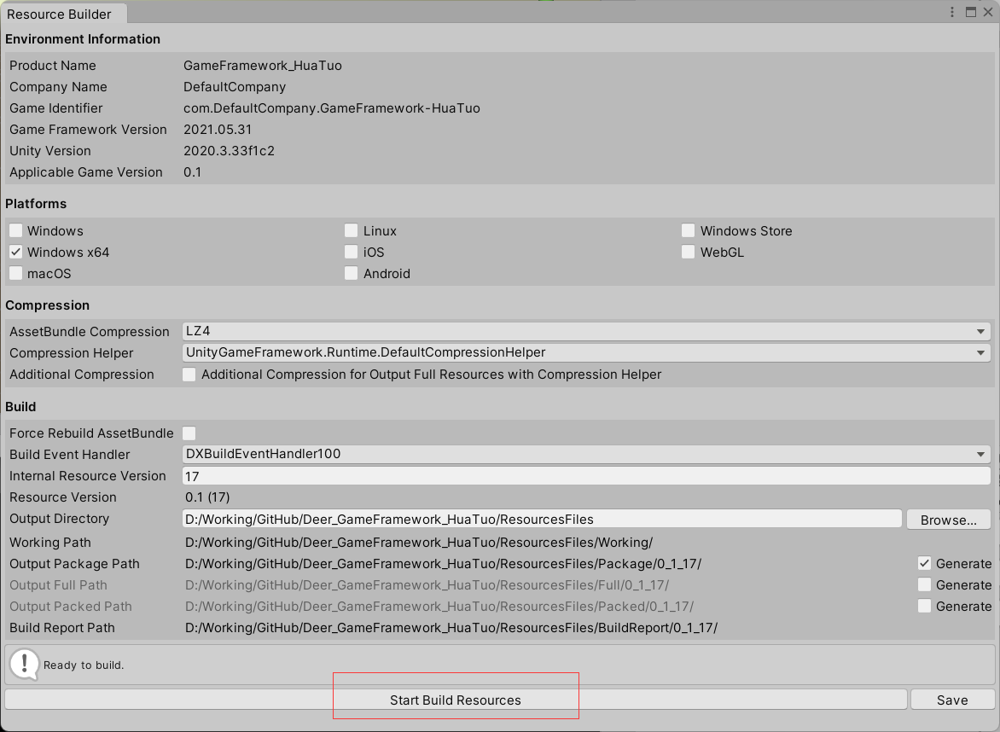 Resource Builder
Environment Information
Product Name GameFramework_HuaTuo
Company Name DefaultCompany
Game Identifier com.DefaultCompany.GameFramework-HuaTuo
Game Framework Version 2021.05.31
Unity Version 2020.3.33f1c2
Applicable Game Version 0.1
Platforms
Windows Linux Windows Store
Windows x64 iOS WebGL
macOS Android
Compression
AssetBundle Compression LZ4
Compression Helper UnityGameFramework.Runtime.DefaultCompressionHelper
Additional Compression Additional Compression for Output Full Resources with Compression Helper
Build
Force Rebuild AssetBundle
Build Event Handler DXBuildEventHandler100
Internal Resource Version 17
Resource Version 0.1 (17)
Output Directory D:/Working/GitHub/Deer_GameFramework_HuaTuo/ResourcesFiles Browse...
Working Path D:/Working/GitHub/Deer_GameFramework_HuaTuo/ResourcesFiles/Working/
Output Package Path D:/Working/GitHub/Deer_GameFramework_HuaTuo/ResourcesFiles/Package/0_1_17/ Generate
Output Full Path D:/Working/GitHub/Deer_GameFramework_HuaTuo/ResourcesFiles/Full/0_1_17/ Generate
Output Packed Path D:/Working/GitHub/Deer_GameFramework_HuaTuo/ResourcesFiles/Packed/0_1_17/ Generate
Build Report Path D:/Working/GitHub/Deer_GameFramework_HuaTuo/ResourcesFiles/BuildReport/0_1_17/
Ready to build.
Start Build Resources Save